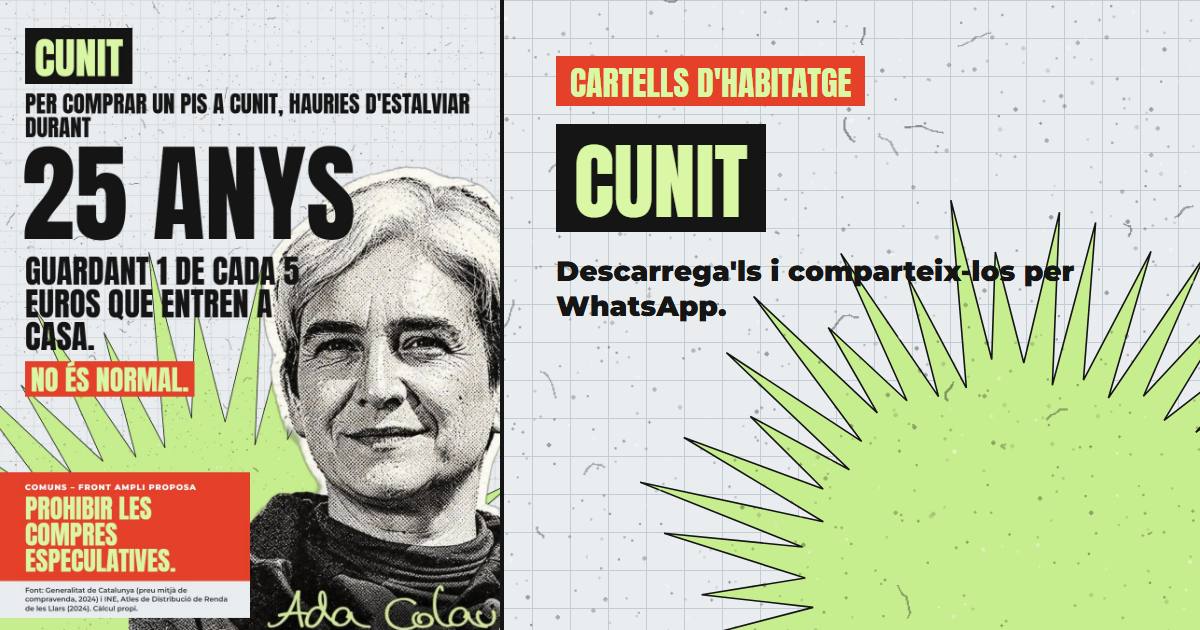 CUNIT
PER COMPRAR UN PIS A CUNIT, HAURIES D'ESTALVIAR
DURANT
25 ANYS
GUARDANT 1 DE CADA 5
EUROS QUE ENTREN A
CASA.
NO ÉS NORMAL.
COMUNS – FRONT AMPLI PROPOSA
PROHIBIR LES
COMPRES
ESPECULATIVES.
Font: Generalitat de Catalunya (preu mitjà de
compravenda, 2024) i INE, Atles de Distribució de Renda
de les Llars (2024). Càlcul propi.
Ada Colau
CARTELLS D'HABITATGE
CUNIT
Descarrega'ls i comparteix-los per
WhatsApp.